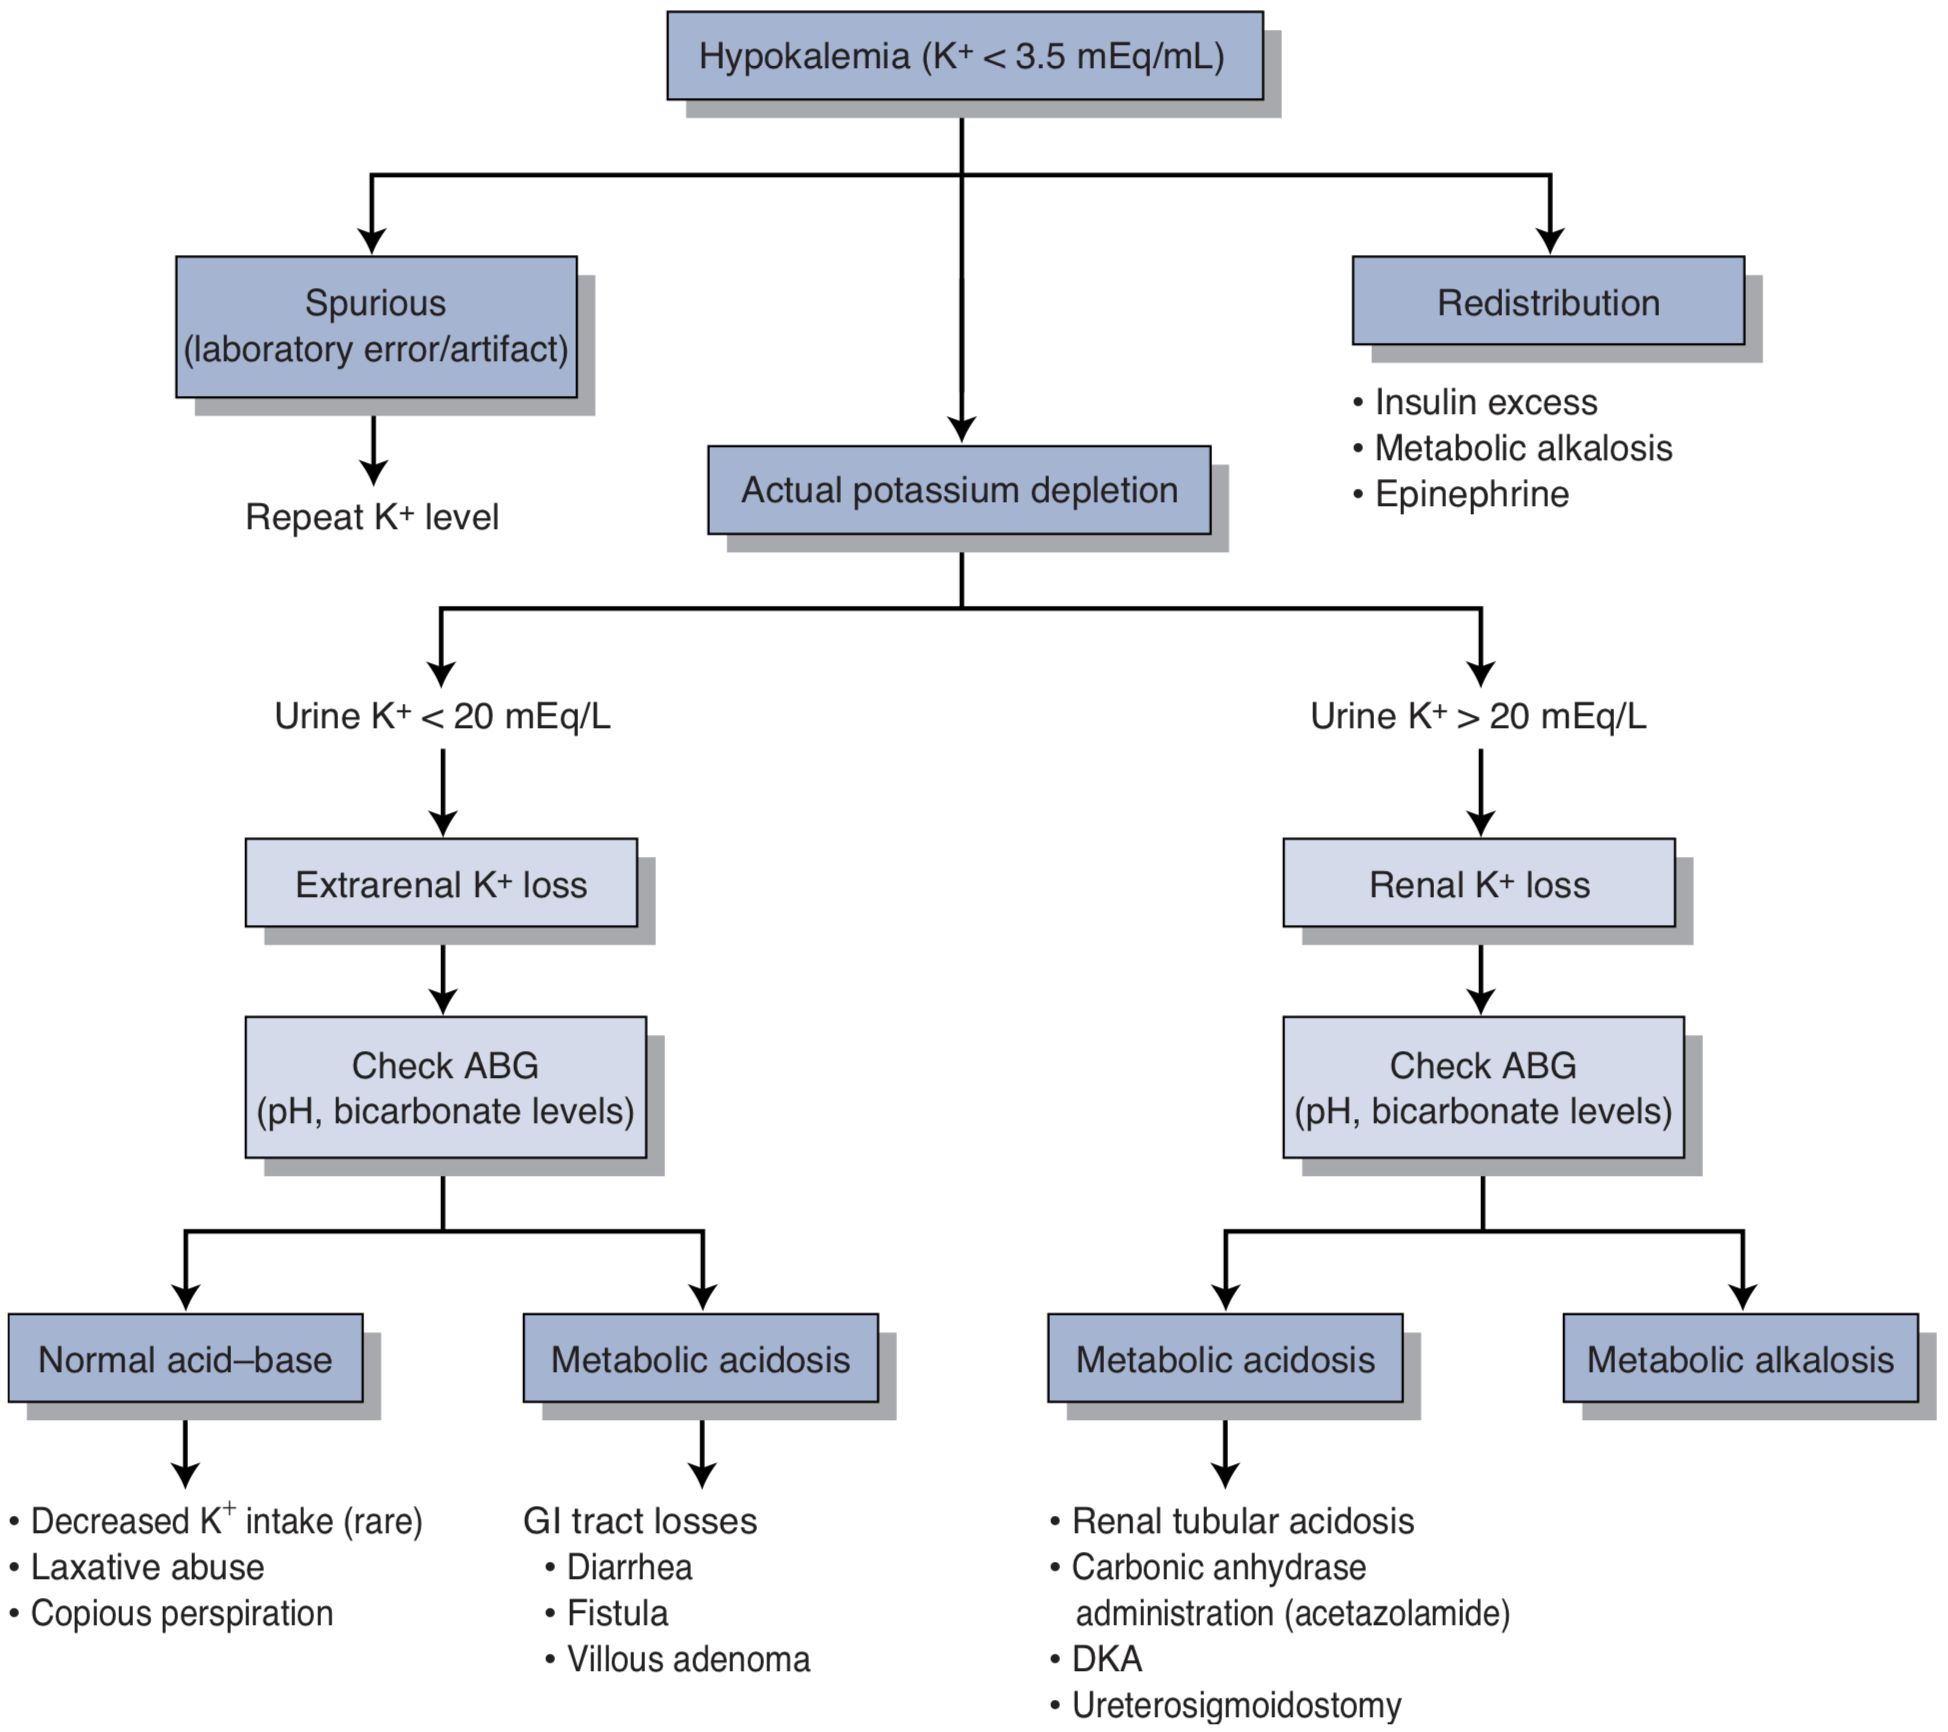 Hypokalemia (K+ < 3.5 mEq/mL)
Spurious
(laboratory error/artifact)
Repeat K+ level
Redistribution
• Insulin excess
• Metabolic alkalosis
• Epinephrine
Actual potassium depletion
Urine K+ < 20 mEq/L
Urine K+ > 20 mEq/L
Extrarenal K+ loss
Renal K+ loss
Check ABG
(pH, bicarbonate levels)
Check ABG
(pH, bicarbonate levels)
Normal acid–base
Metabolic acidosis
Metabolic acidosis
Metabolic alkalosis
• Decreased K+ intake (rare)
• Laxative abuse
• Copious perspiration
GI tract losses
• Diarrhea
• Fistula
• Villous adenoma
• Renal tubular acidosis
• Carbonic anhydrase
administration (acetazolamide)
• DKA
• Ureterosigmoidostomy